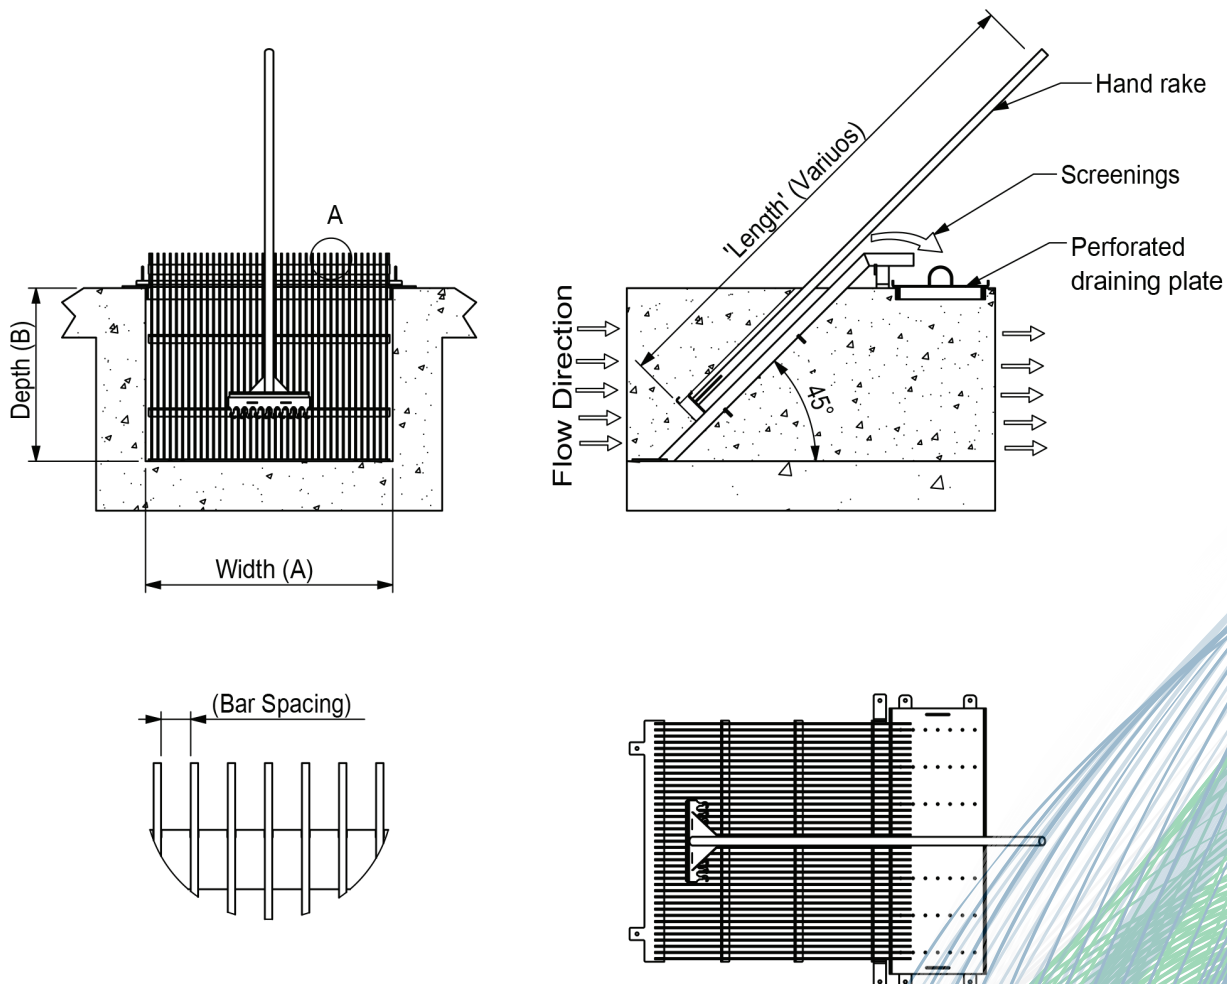 Hand rake
'Length' (Variuos)
Screenings
A
Perforated
draining plate
Depth (B)
Flow Direction
45°
Width (A)
(Bar Spacing)